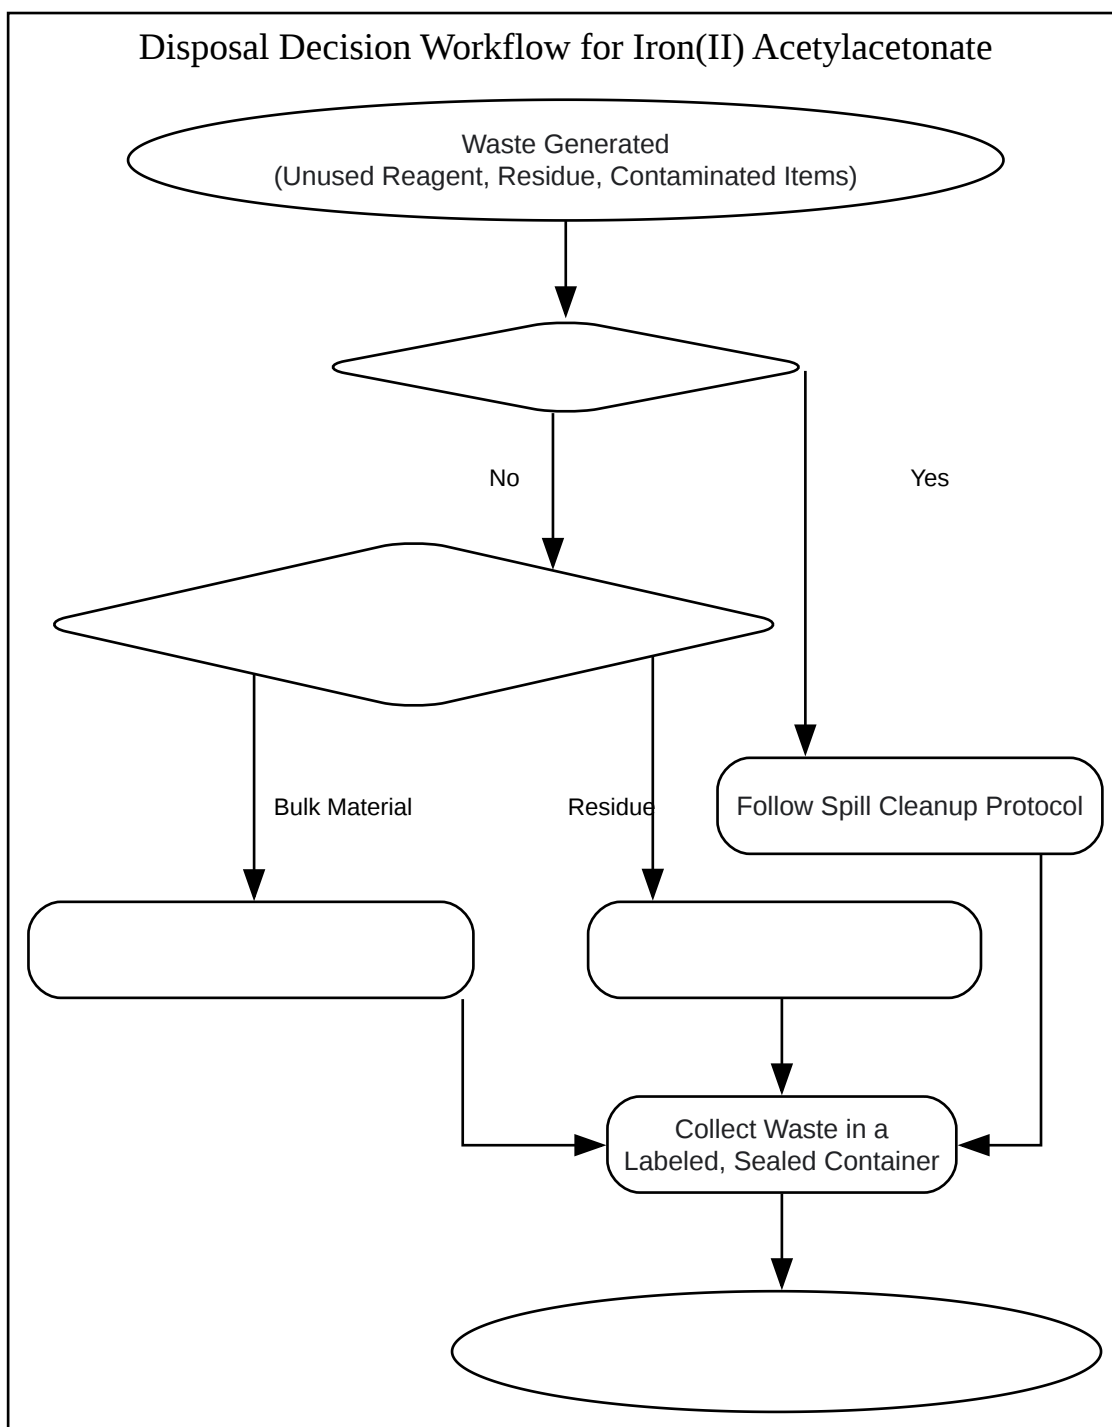 Disposal Decision Workflow for Iron(II) Acetylacetonate
Waste Generated
(Unused Reagent, Residue, Contaminated Items)
No
Yes
Bulk Material
Residue
Follow Spill Cleanup Protocol
Collect Waste in a
Labeled, Sealed Container